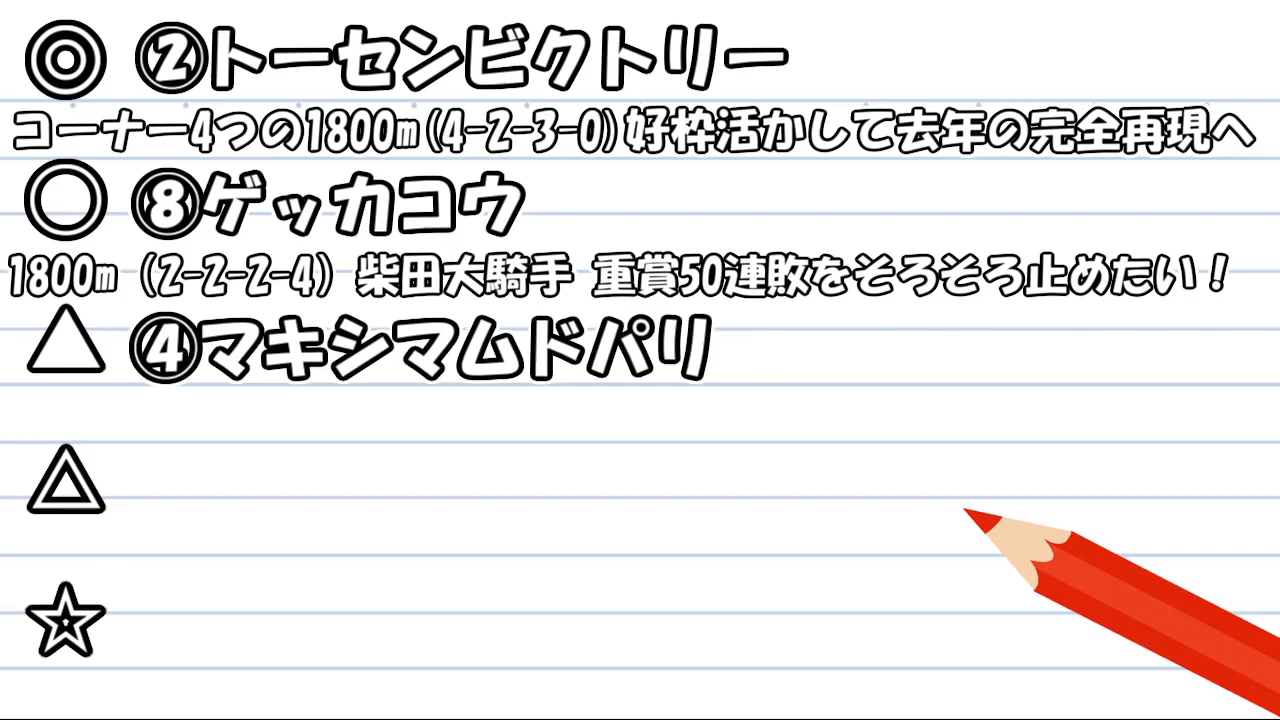 ◎ ②トーセンビクトリー
コーナー4つの1800m(4-2-3-0)好枠活かして去年の完全再現へ
○ ⑧ゲッカコウ
1800m (2-2-2-4) 柴田大騎手 重賞50連敗をそろそろ止めたい!
△ ④マキシマムドパリ